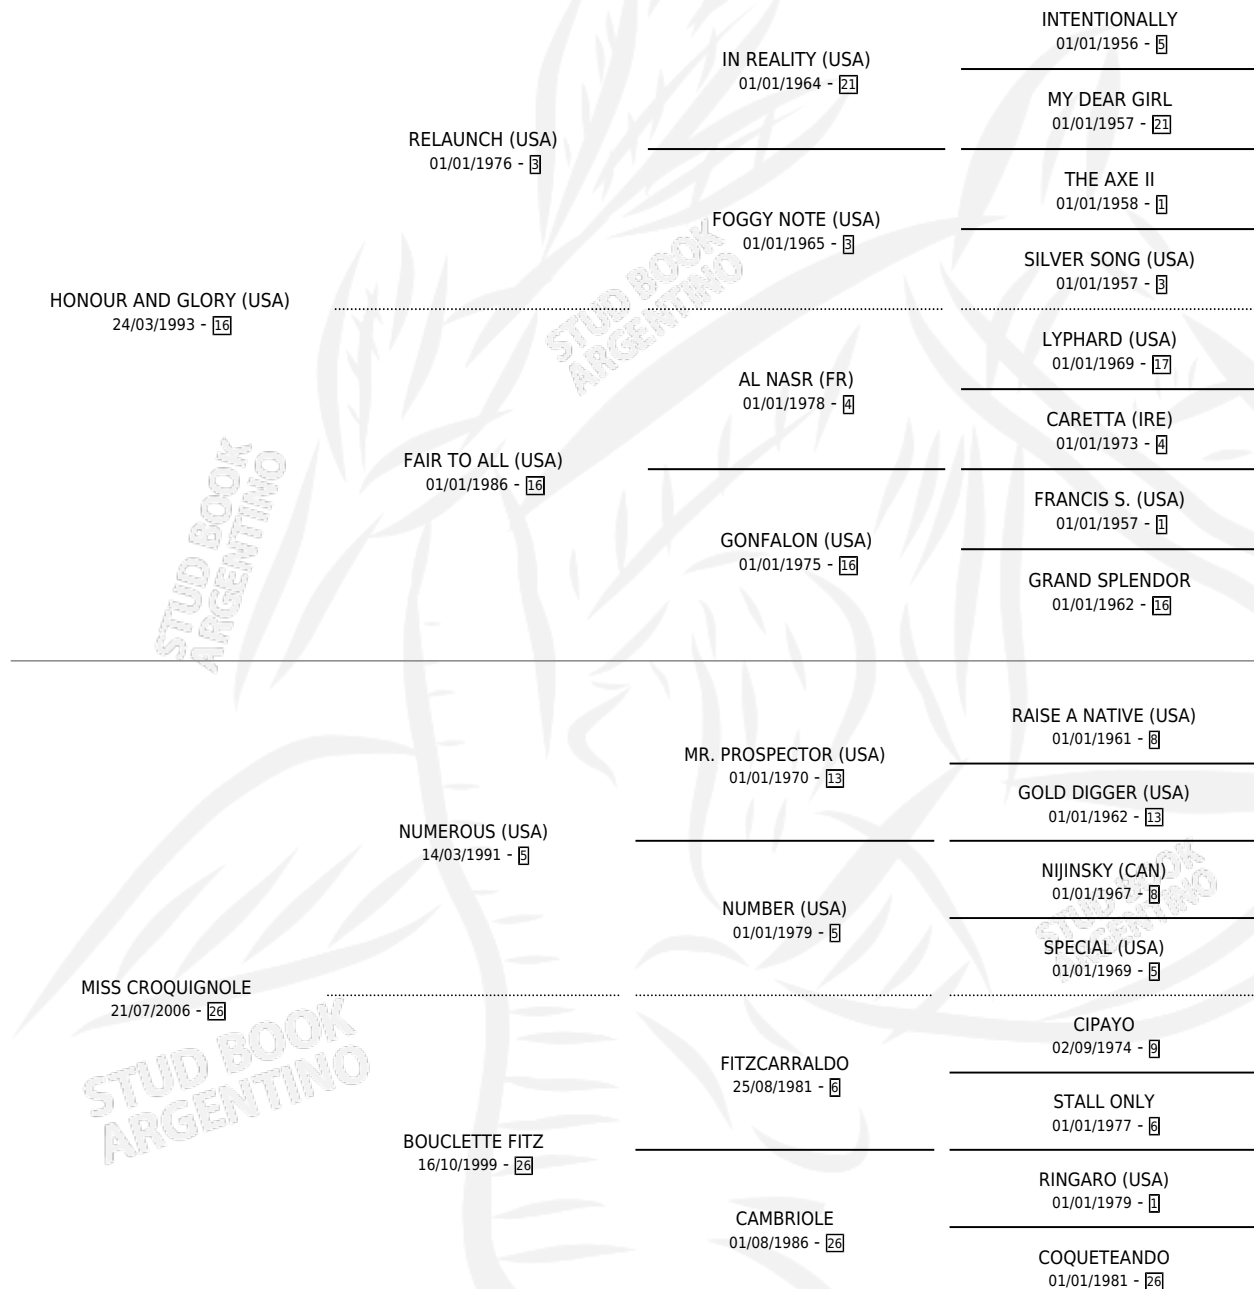 INTENTIONALLY
01/01/1956 - 5
IN REALITY (USA)
01/01/1964 - 21
MY DEAR GIRL
01/01/1957 - 21
RELAUNCH (USA)
01/01/1976 - 3
THE AXE II
01/01/1958 - 1
FOGGY NOTE (USA)
01/01/1965 - 3
SILVER SONG (USA)
01/01/1957 - 3
HONOUR AND GLORY (USA)
24/03/1993 - 16
LYPHARD (USA)
01/01/1969 - 17
AL NASR (FR)
01/01/1978 - 4
CARETTA (IRE)
01/01/1973 - 4
FAIR TO ALL (USA)
01/01/1986 - 16
FRANCIS S. (USA)
01/01/1957 - 1
GONFALON (USA)
01/01/1975 - 16
GRAND SPLENDOR
01/01/1962 - 16
RAISE A NATIVE (USA)
01/01/1961 - 8
MR. PROSPECTOR (USA)
01/01/1970 - 13
GOLD DIGGER (USA)
01/01/1962 - 13
NUMEROUS (USA)
14/03/1991 - 5
NIJINSKY (CAN)
01/01/1967 - 8
NUMBER (USA)
01/01/1979 - 5
SPECIAL (USA)
01/01/1969 - 5
MISS CROQUIGNOLE
21/07/2006 - 26
CIPAYO
02/09/1974 - 9
FITZCARRALDO
25/08/1981 - 6
STALL ONLY
01/01/1977 - 6
BOUCLETTE FITZ
16/10/1999 - 26
RINGARO (USA)
01/01/1979 - 1
CAMBRIOLE
01/08/1986 - 26
COQUETEANDO
01/01/1981 - 26
STUD BOOK
ARGENTINO
STUD BOOK
ARGENTINO
STUD BOOK
ARGENTINO
STUD BOOK
ARGENTINO